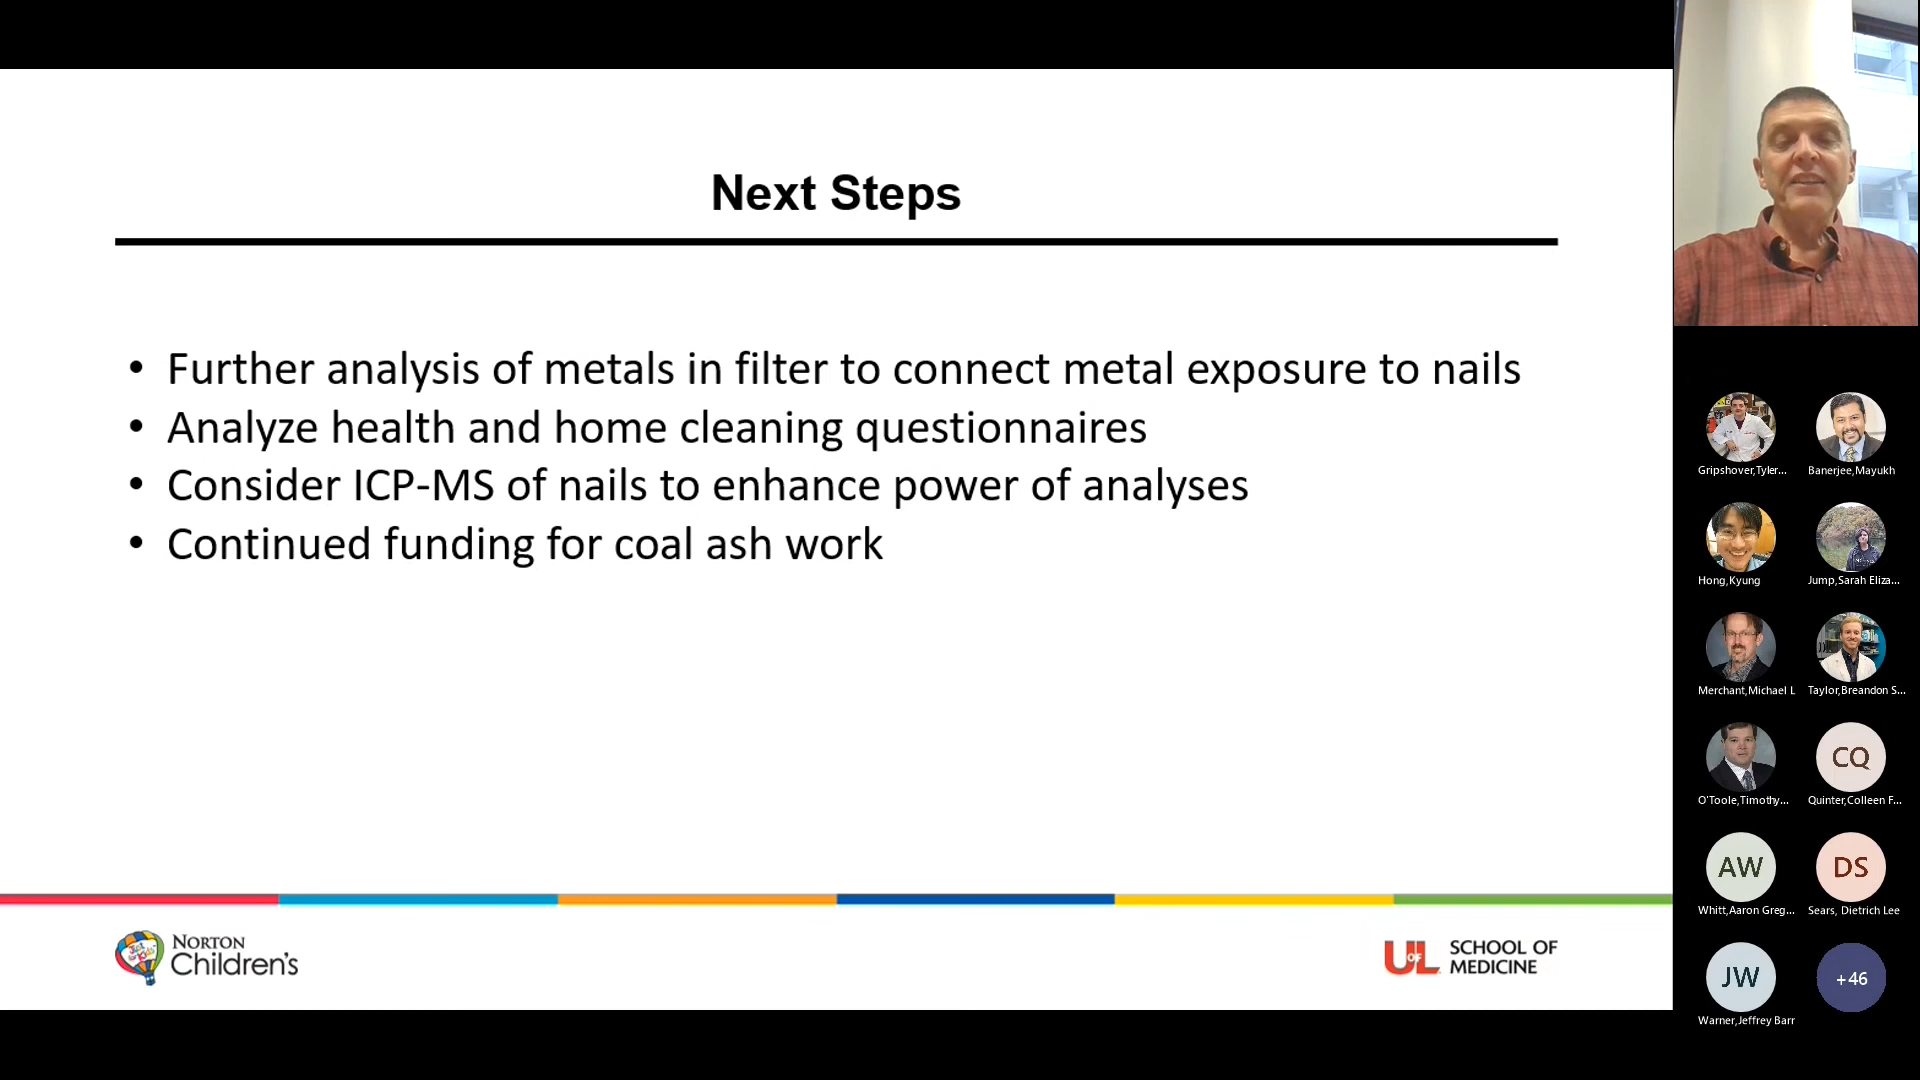 Next Steps
• Further analysis of metals in filter to connect metal exposure to nails
• Analyze health and home cleaning questionnaires
• Consider ICP-MS of nails to enhance power of analyses
• Continued funding for coal ash work
Just for kids
NORTON
Children's
UofL
SCHOOL OF
MEDICINE
Gripshover,Tyler...
Banerjee,Mayukh
Hong,Kyung
Jump,Sarah Eliza...
Merchant,Michael L
Taylor,Breandon S...
O'Toole,Timothy...
CQ
Quinter,Colleen F...
AW
Whitt,Aaron Greg...
DS
Sears, Dietrich Lee
JW
Warner,Jeffrey Barr
+46